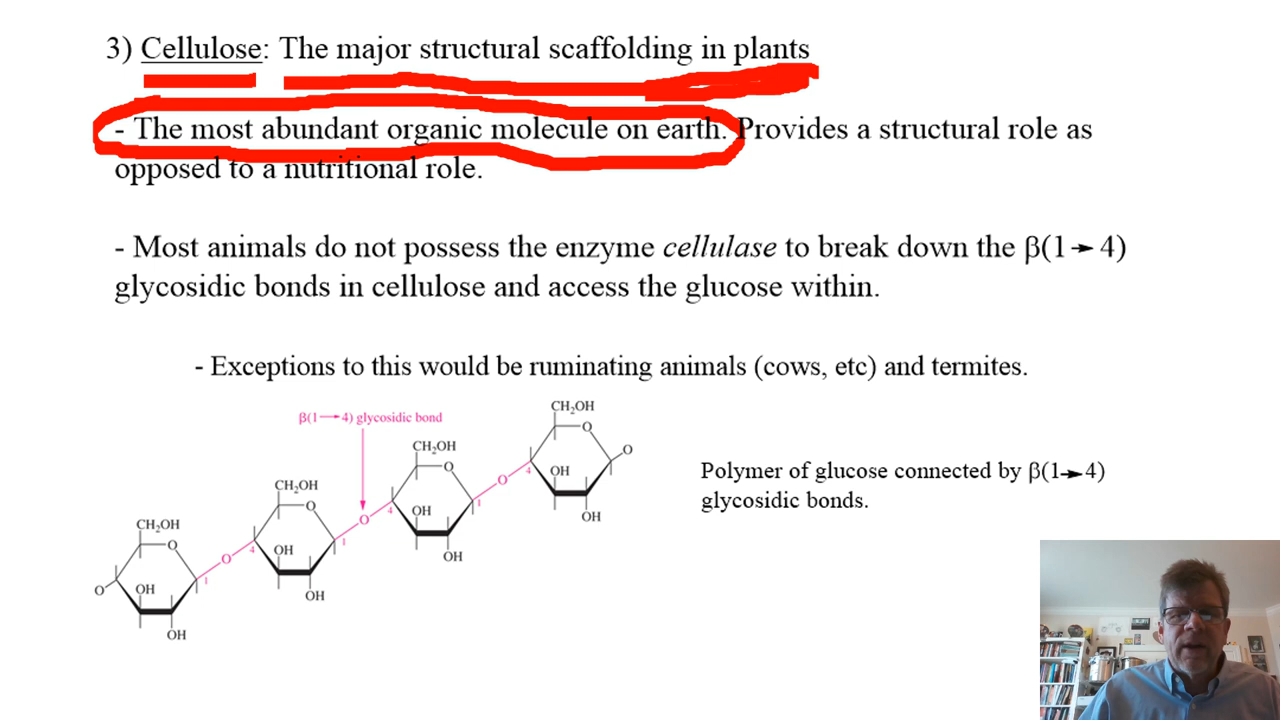 3) Cellulose: The major structural scaffolding in plants
- The most abundant organic molecule on earth. Provides a structural role as
opposed to a nutritional role.
- Most animals do not possess the enzyme cellulase to break down the β(1→4)
glycosidic bonds in cellulose and access the glucose within.
- Exceptions to this would be ruminating animals (cows, etc) and termites.
β(1→4) glycosidic bond
CH₂OH
O
O
4
OH
OH
CH₂OH
O
O
4
1
OH
OH
CH₂OH
O
O
4
1
OH
OH
CH₂OH
O
O
1
OH
O
OH
Polymer of glucose connected by β(1→4)
glycosidic bonds.